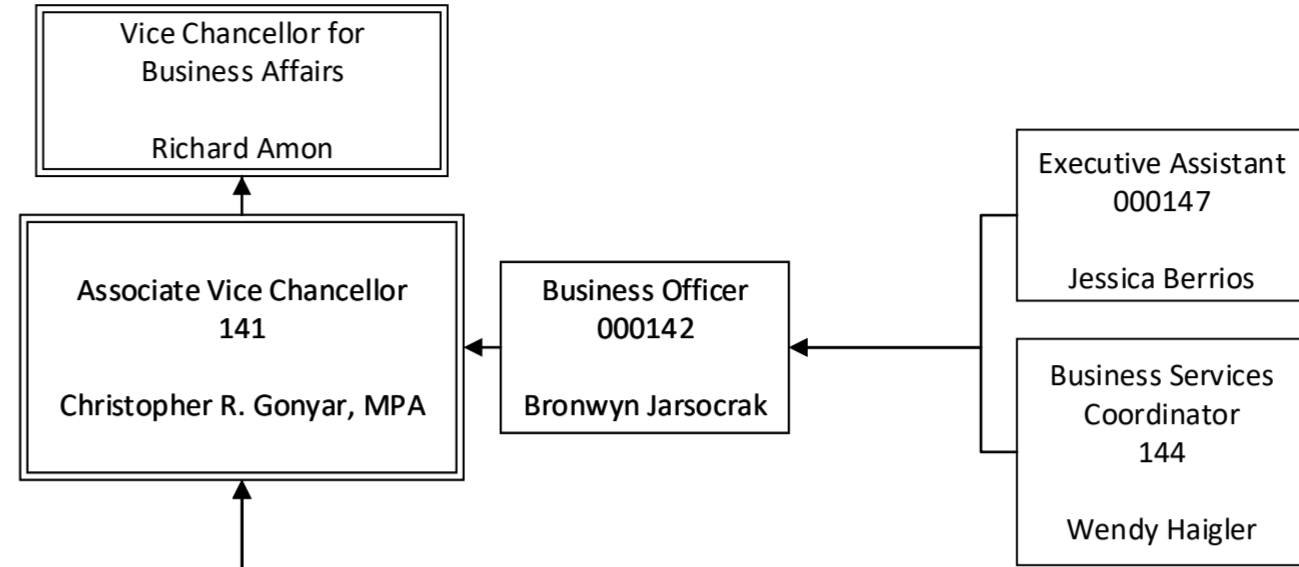 Vice Chancellor for
Business Affairs
Richard Amon
Associate Vice Chancellor
141
Christopher R. Gonyar, MPA
Business Officer
000142
Bronwyn Jarsocrak
Executive Assistant
000147
Jessica Berrios
Business Services
Coordinator
144
Wendy Haigler